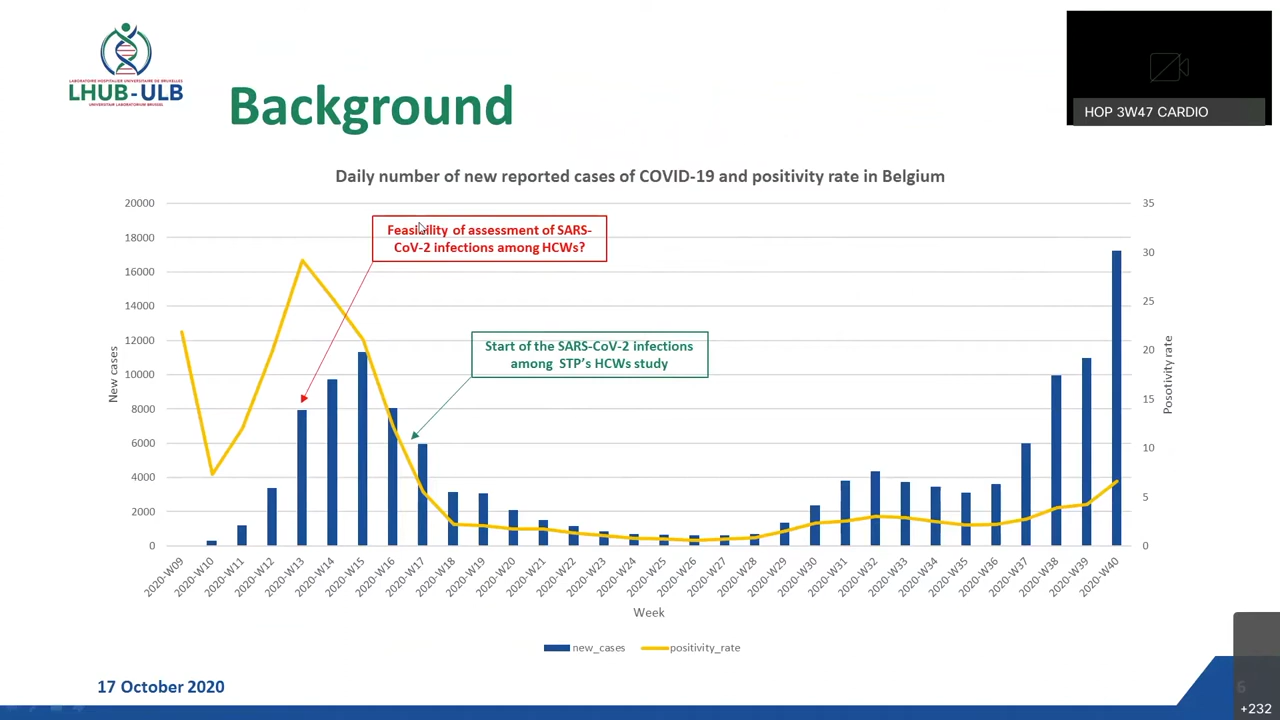 LABORATOIRE HOSPITALIER UNIVERSITAIRE DE BRUXELLES
LHUB-ULB
UNIVERSITAIR LABORATORIUM BRUSSEL
Background
HOP 3W47 CARDIO
Daily number of new reported cases of COVID-19 and positivity rate in Belgium
20000
18000
16000
14000
12000
10000
8000
6000
4000
2000
0
New cases
35
30
25
20
15
10
5
0
Posotivity rate
Feasibility of assessment of SARS-
CoV-2 infections among HCWs?
Start of the SARS-CoV-2 infections
among STP's HCWs study
2020-W09
2020-W10
2020-W11
2020-W12
2020-W13
2020-W14
2020-W15
2020-W16
2020-W17
2020-W18
2020-W19
2020-W20
2020-W21
2020-W22
2020-W23
2020-W24
2020-W25
2020-W26
2020-W27
2020-W28
2020-W29
2020-W30
2020-W31
2020-W32
2020-W33
2020-W34
2020-W35
2020-W36
2020-W37
2020-W38
2020-W39
2020-W40
Week
new_cases
positivity_rate
17 October 2020
6
+232